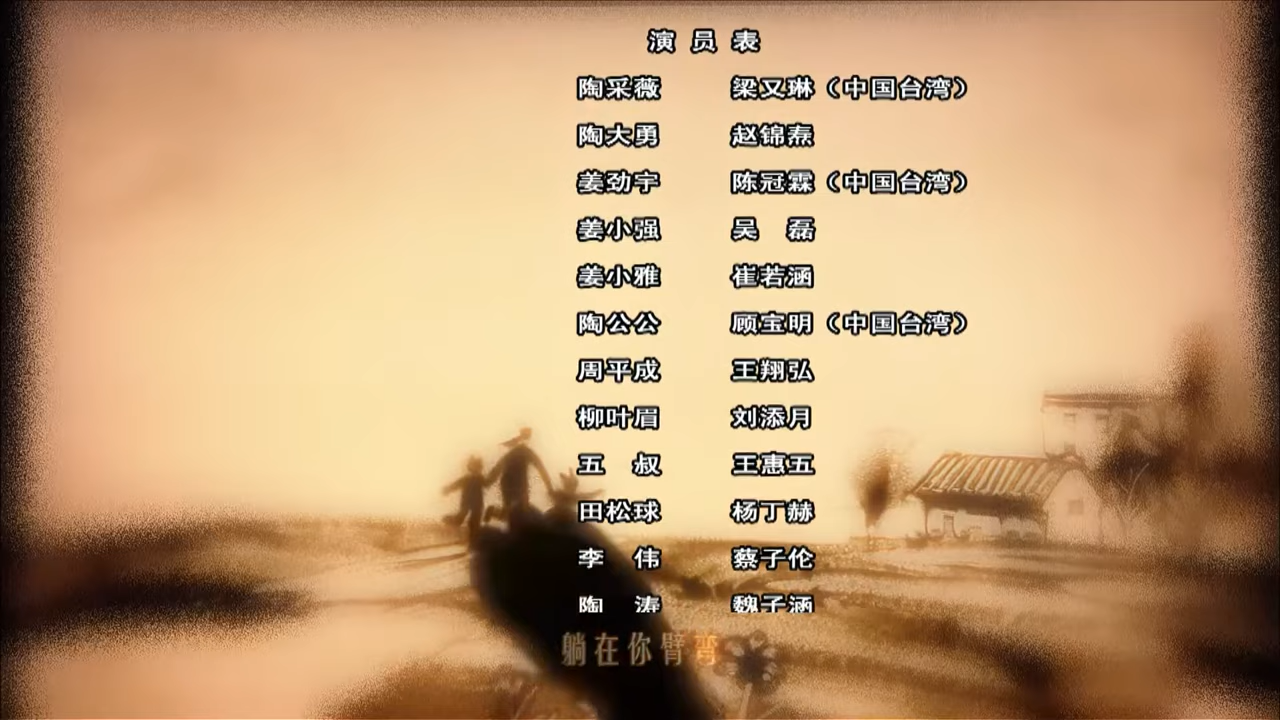 演员表
陶采薇 梁又琳（中国台湾）
陶大勇 赵锦焘
姜劲宇 陈冠霖（中国台湾）
姜小强 吴 磊
姜小雅 崔若涵
陶公公 顾宝明（中国台湾）
周平成 王翔弘
柳叶眉 刘添月
五 叔 王惠五
田松球 杨丁赫
李 伟 蔡子伦
陶 涛 魏子涵
躺在你臂弯